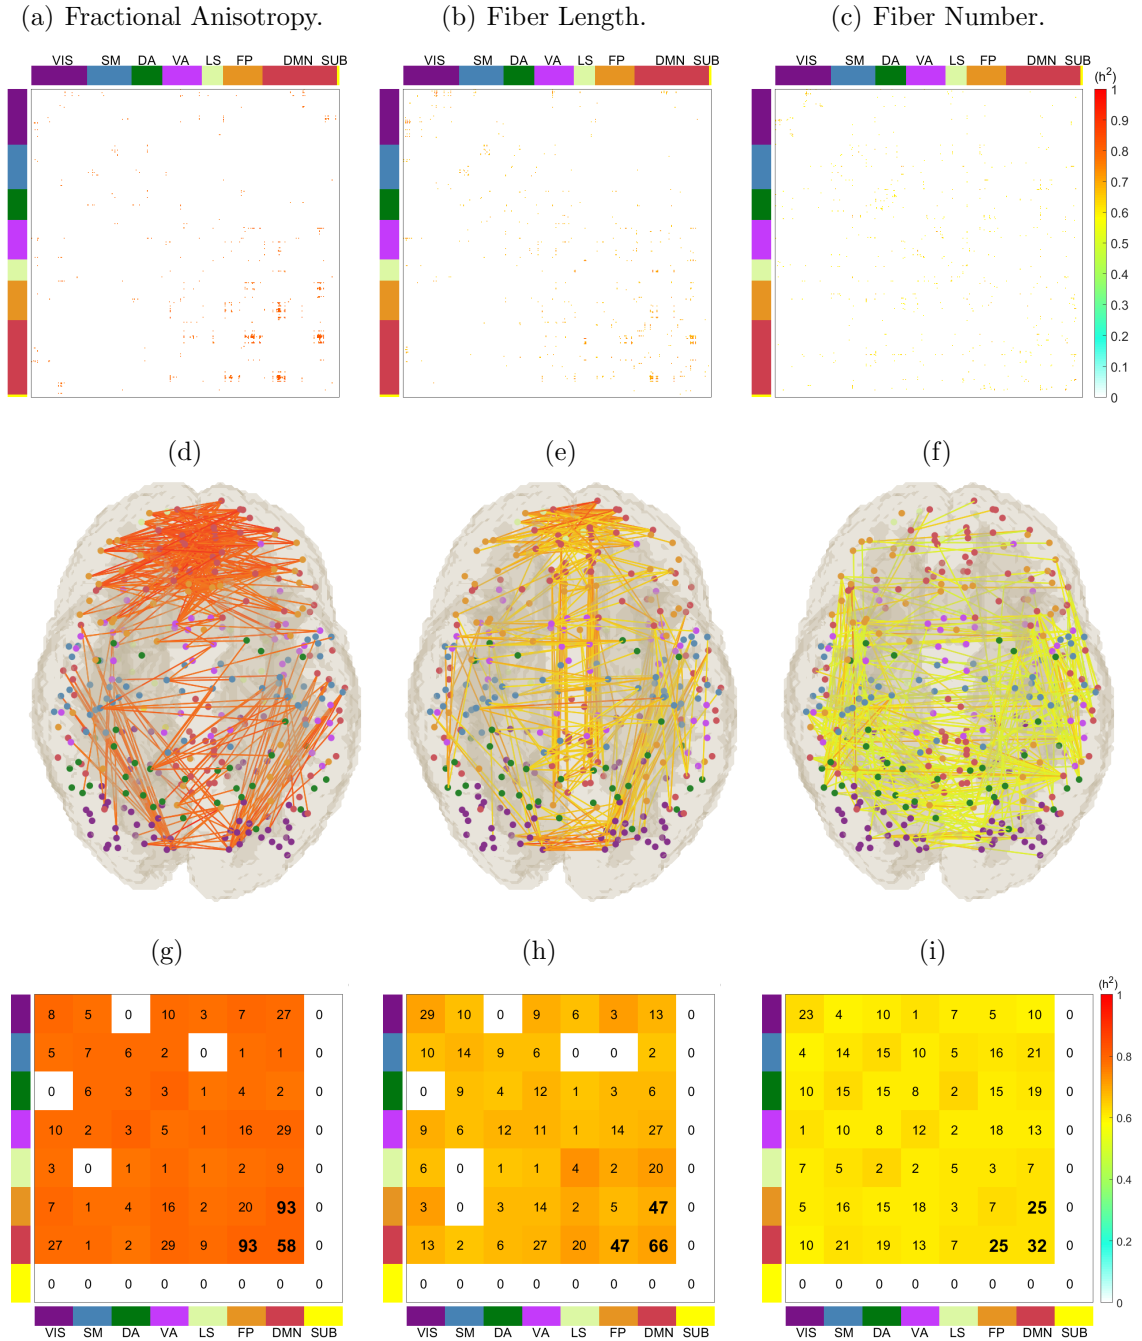 (a) Fractional Anisotropy.
(b) Fiber Length.
(c) Fiber Number.
VIS SM DA VA LS FP DMN SUB
VIS SM DA VA LS FP DMN SUB
VIS SM DA VA LS FP DMN SUB
(h²)
1
0.9
0.8
0.7
0.6
0.5
0.4
0.3
0.2
0.1
0
(d)
(e)
(f)
(g)
(h)
(i)
8 5 0 10 3 7 27 0
5 7 6 2 0 1 1 0
0 6 3 3 1 4 2 0
10 2 3 5 1 16 29 0
3 0 1 1 1 2 9 0
7 1 4 16 2 20 93 0
27 1 2 29 9 93 58 0
0 0 0 0 0 0 0 0
VIS SM DA VA LS FP DMN SUB
29 10 0 9 6 3 13 0
10 14 9 6 0 0 2 0
0 9 4 12 1 3 6 0
9 6 12 11 1 14 27 0
6 0 1 1 4 2 20 0
3 0 3 14 2 5 47 0
13 2 6 27 20 47 66 0
0 0 0 0 0 0 0 0
VIS SM DA VA LS FP DMN SUB
23 4 10 1 7 5 10 0
4 14 15 10 5 16 21 0
10 15 15 8 2 15 19 0
1 10 8 12 2 18 13 0
7 5 2 2 5 3 7 0
5 16 15 18 3 7 25 0
10 21 19 13 7 25 32 0
0 0 0 0 0 0 0 0
VIS SM DA VA LS FP DMN SUB
(h²)
1
0.9
0.8
0.7
0.6
0.5
0.4
0.3
0.2
0.1
0